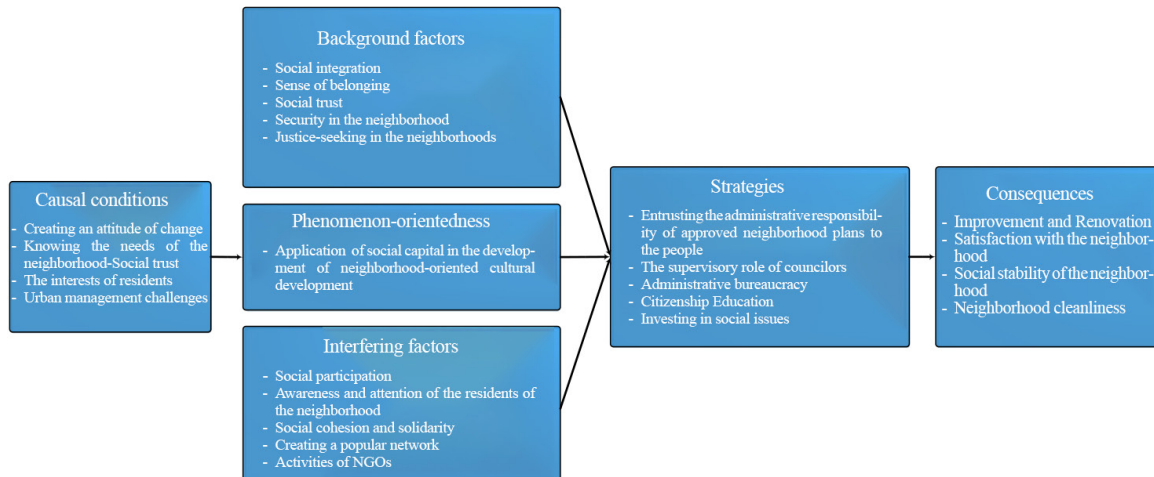 Background factors
- Social integration
- Sense of belonging
- Social trust
- Security in the neighborhood
- Justice-seeking in the neighborhoods
Causal conditions
- Creating an attitude of change
- Knowing the needs of the
neighborhood-Social trust
- The interests of residents
- Urban management challenges
Phenomenon-orientedness
- Application of social capital in the develop-
ment of neighborhood-oriented cultural
development
Interfering factors
- Social participation
- Awareness and attention of the residents of
the neighborhood
- Social cohesion and solidarity
- Creating a popular network
- Activities of NGOs
Strategies
- Entrusting the administrative responsibil-
ity of approved neighborhood plans to
the people
- The supervisory role of councilors
- Administrative bureaucracy
- Citizenship Education
- Investing in social issues
Consequences
- Improvement and Renovation
- Satisfaction with the neighbor-
hood
- Social stability of the neighbor-
hood
- Neighborhood cleanliness